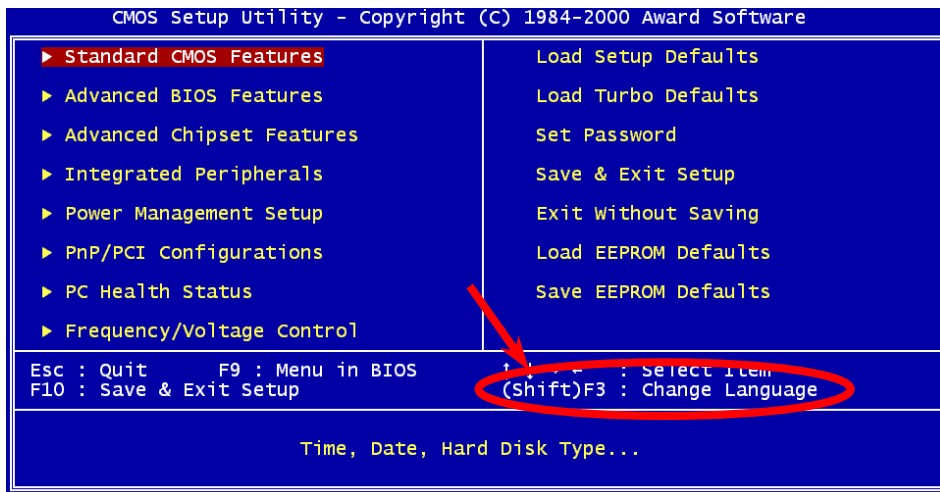 CMOS Setup Utility - Copyright (C) 1984-2000 Award Software
▶ Standard CMOS Features
▶ Advanced BIOS Features
▶ Advanced Chipset Features
▶ Integrated Peripherals
▶ Power Management Setup
▶ PnP/PCI Configurations
▶ PC Health Status
▶ Frequency/Voltage Control
Load Setup Defaults
Load Turbo Defaults
Set Password
Save & Exit Setup
Exit Without Saving
Load EEPROM Defaults
Save EEPROM Defaults
Esc : Quit F9 : Menu in BIOS
F10 : Save & Exit Setup
↑ ↓ → ← : Select Item
(Shift)F3 : Change Language
Time, Date, Hard Disk Type...